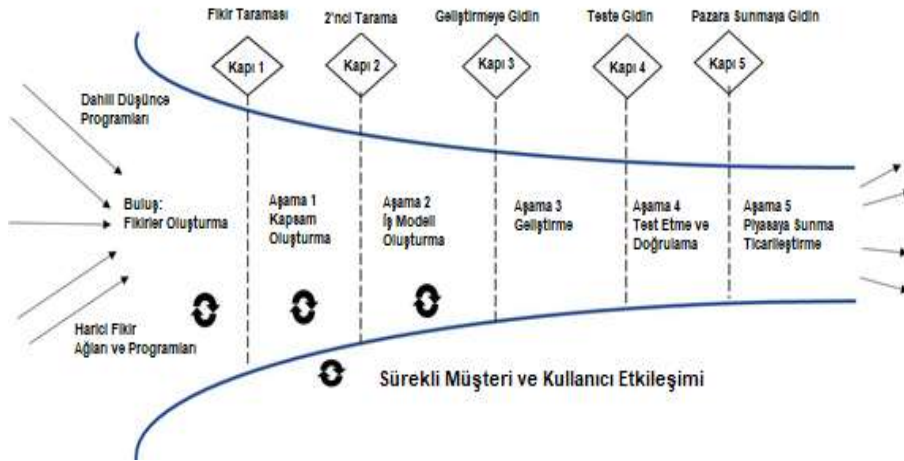 Fikir Taraması
2'nci Tarama
Geliştirmeye Gidin
Teste Gidin
Pazara Sunmaya Gidin
Kapı 1
Kapı 2
Kapı 3
Kapı 4
Kapı 5
Dahili Düşünce
Programları
Buluş:
Fikirler Oluşturma
Aşama 1
Kapsam
Oluşturma
Aşama 2
İş Modeli
Oluşturma
Aşama 3
Geliştirme
Aşama 4
Test Etme ve
Doğrulama
Aşama 5
Piyasaya Sunma
Ticarileştirme
Harici Fikir
Ağları ve Programları
Sürekli Müşteri ve Kullanıcı Etkileşimi